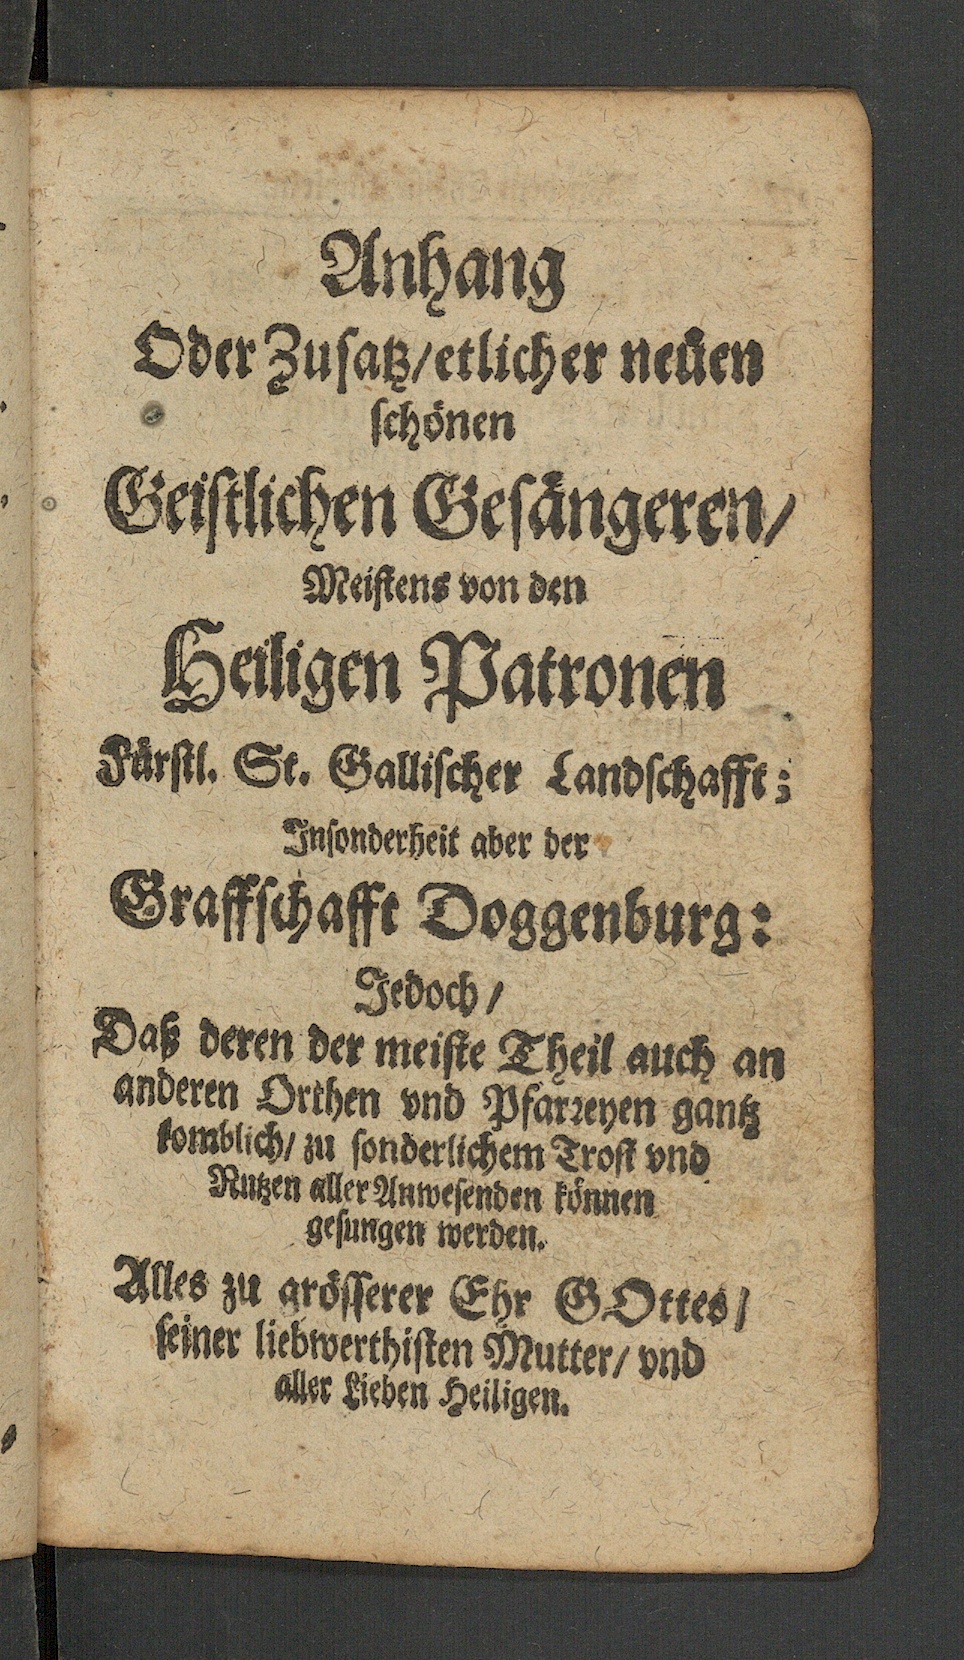 Anhang
Oder Zusatz/etlicher neüen
schönen
Geistlichen Gesängeren/
Meistens von den
Heiligen Patronen
Fürstl. St. Gallischer Landschafft;
Insonderheit aber der
Graffschafft Doggenburg:
Jedoch/
Daß deren der meiste Theil auch an
anderen Orthen vnd Pfarreyen gantz
komblich/ zu sonderlichem Trost vnd
Nutzen aller Anwesenden können
gesungen werden.
Alles zu grösserer Ehr GOttes/
seiner liebwerthisten Mutter/ vnd
aller Lieben Heiligen.